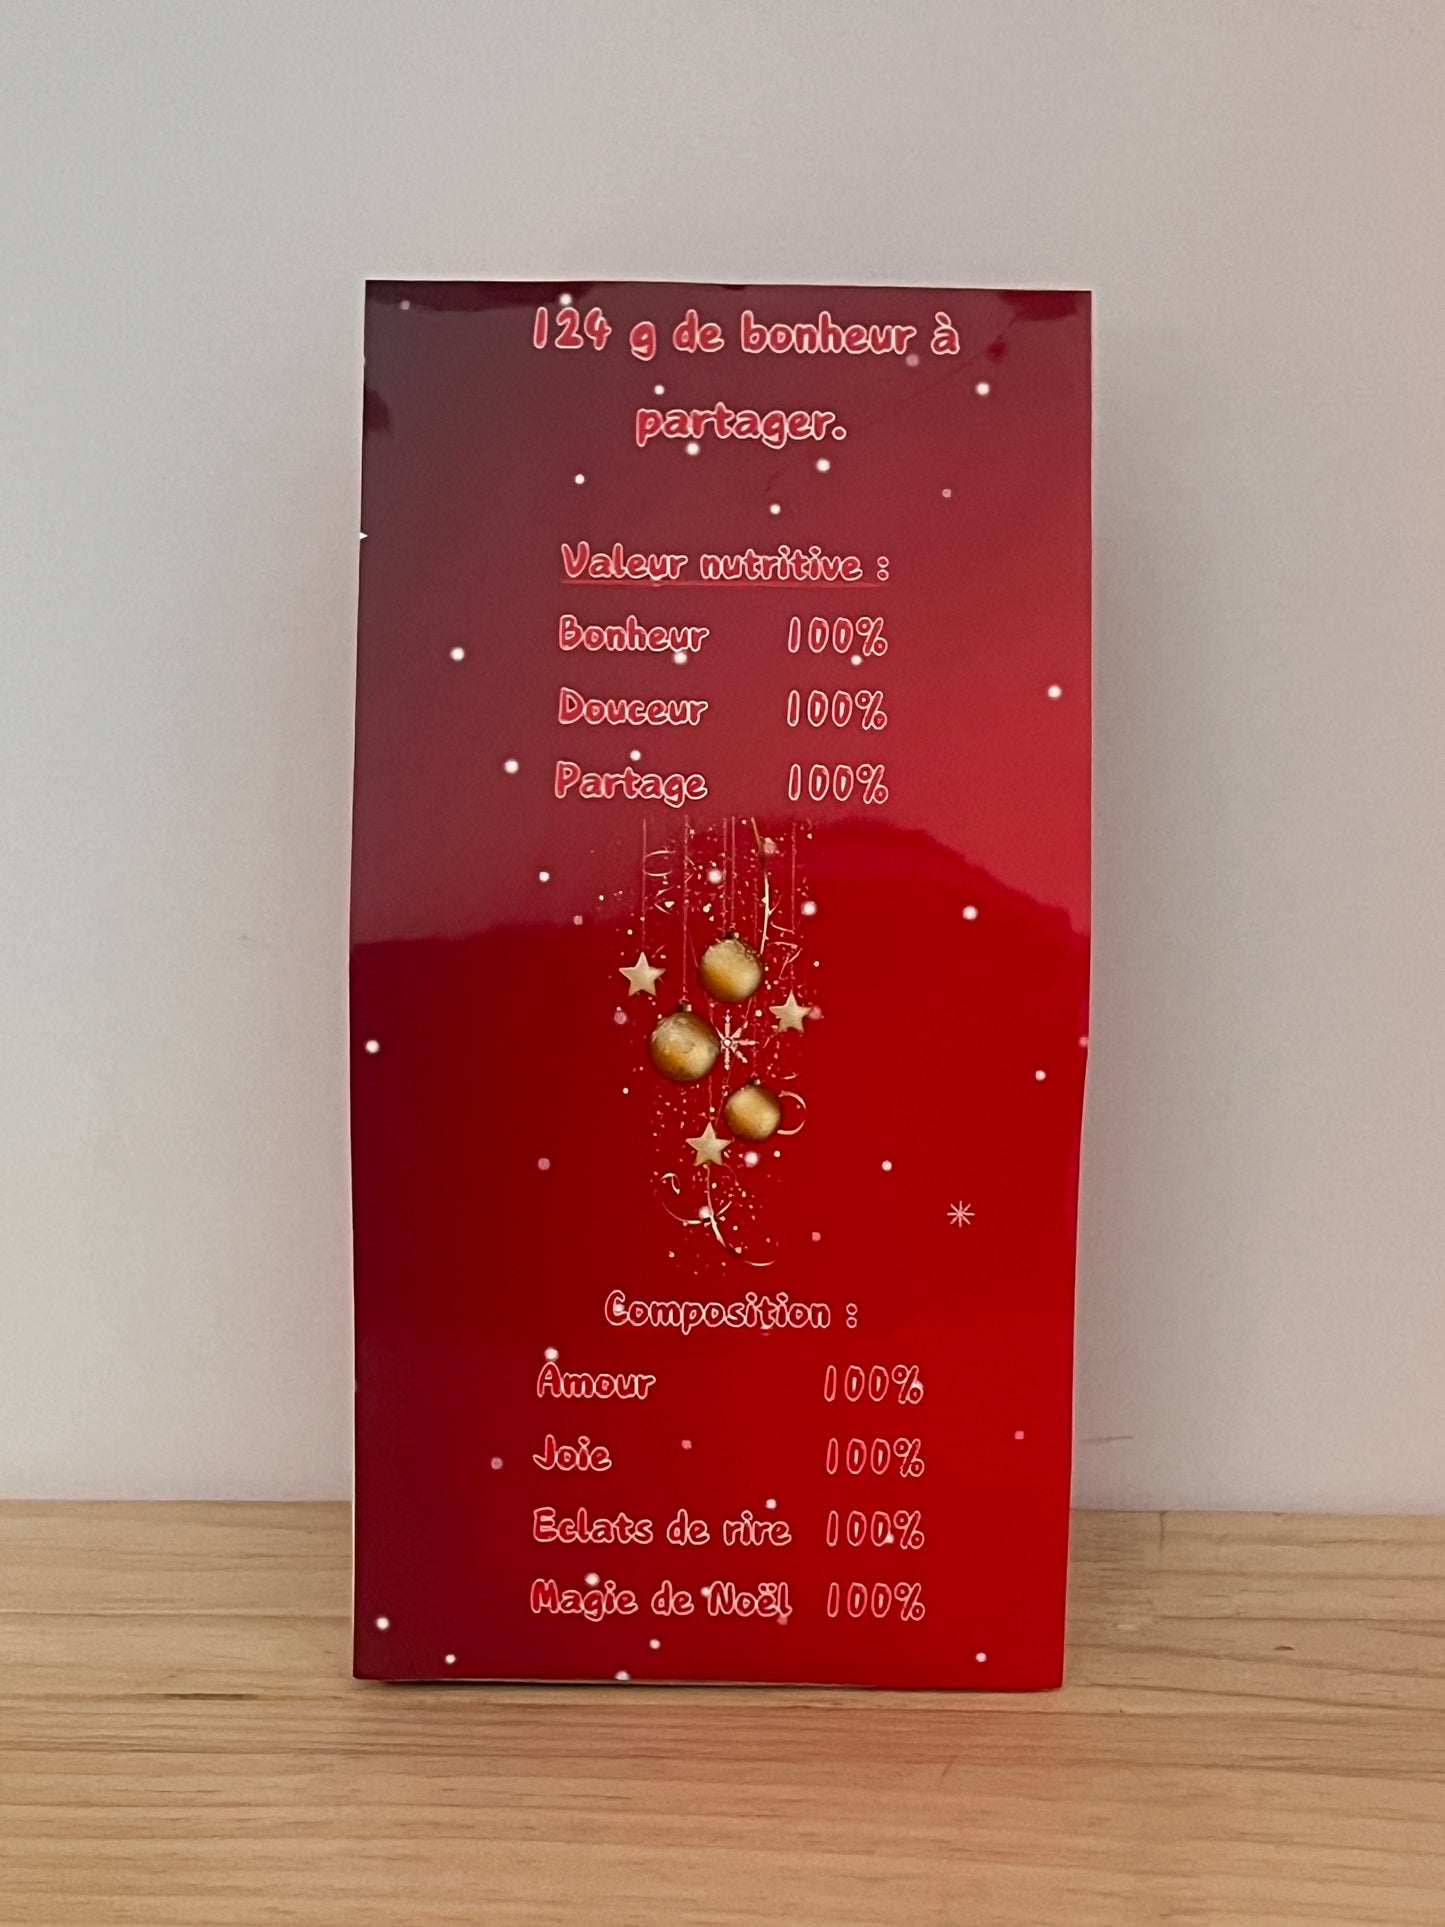 124 g de bonheur à
partager.
Valeur nutritive :
Bonheur 100%
Douceur 100%
Partage 100%
Composition :
Amour 100%
Joie 100%
Eclats de rire 100%
Magie de Noël 100%